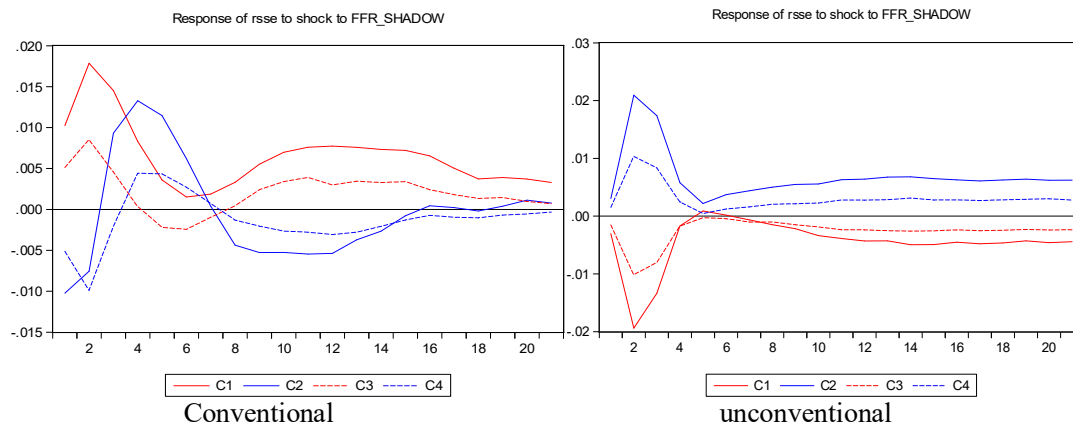 Response of rsse to shock to FFR_SHADOW
.020
.015
.010
.005
.000
-.005
-.010
-.015
2 4 6 8 10 12 14 16 18 20
C1 C2 C3 C4
Conventional
Response of rsse to shock to FFR_SHADOW
.03
.02
.01
.00
-.01
-.02
2 4 6 8 10 12 14 16 18 20
C1 C2 C3 C4
unconventional